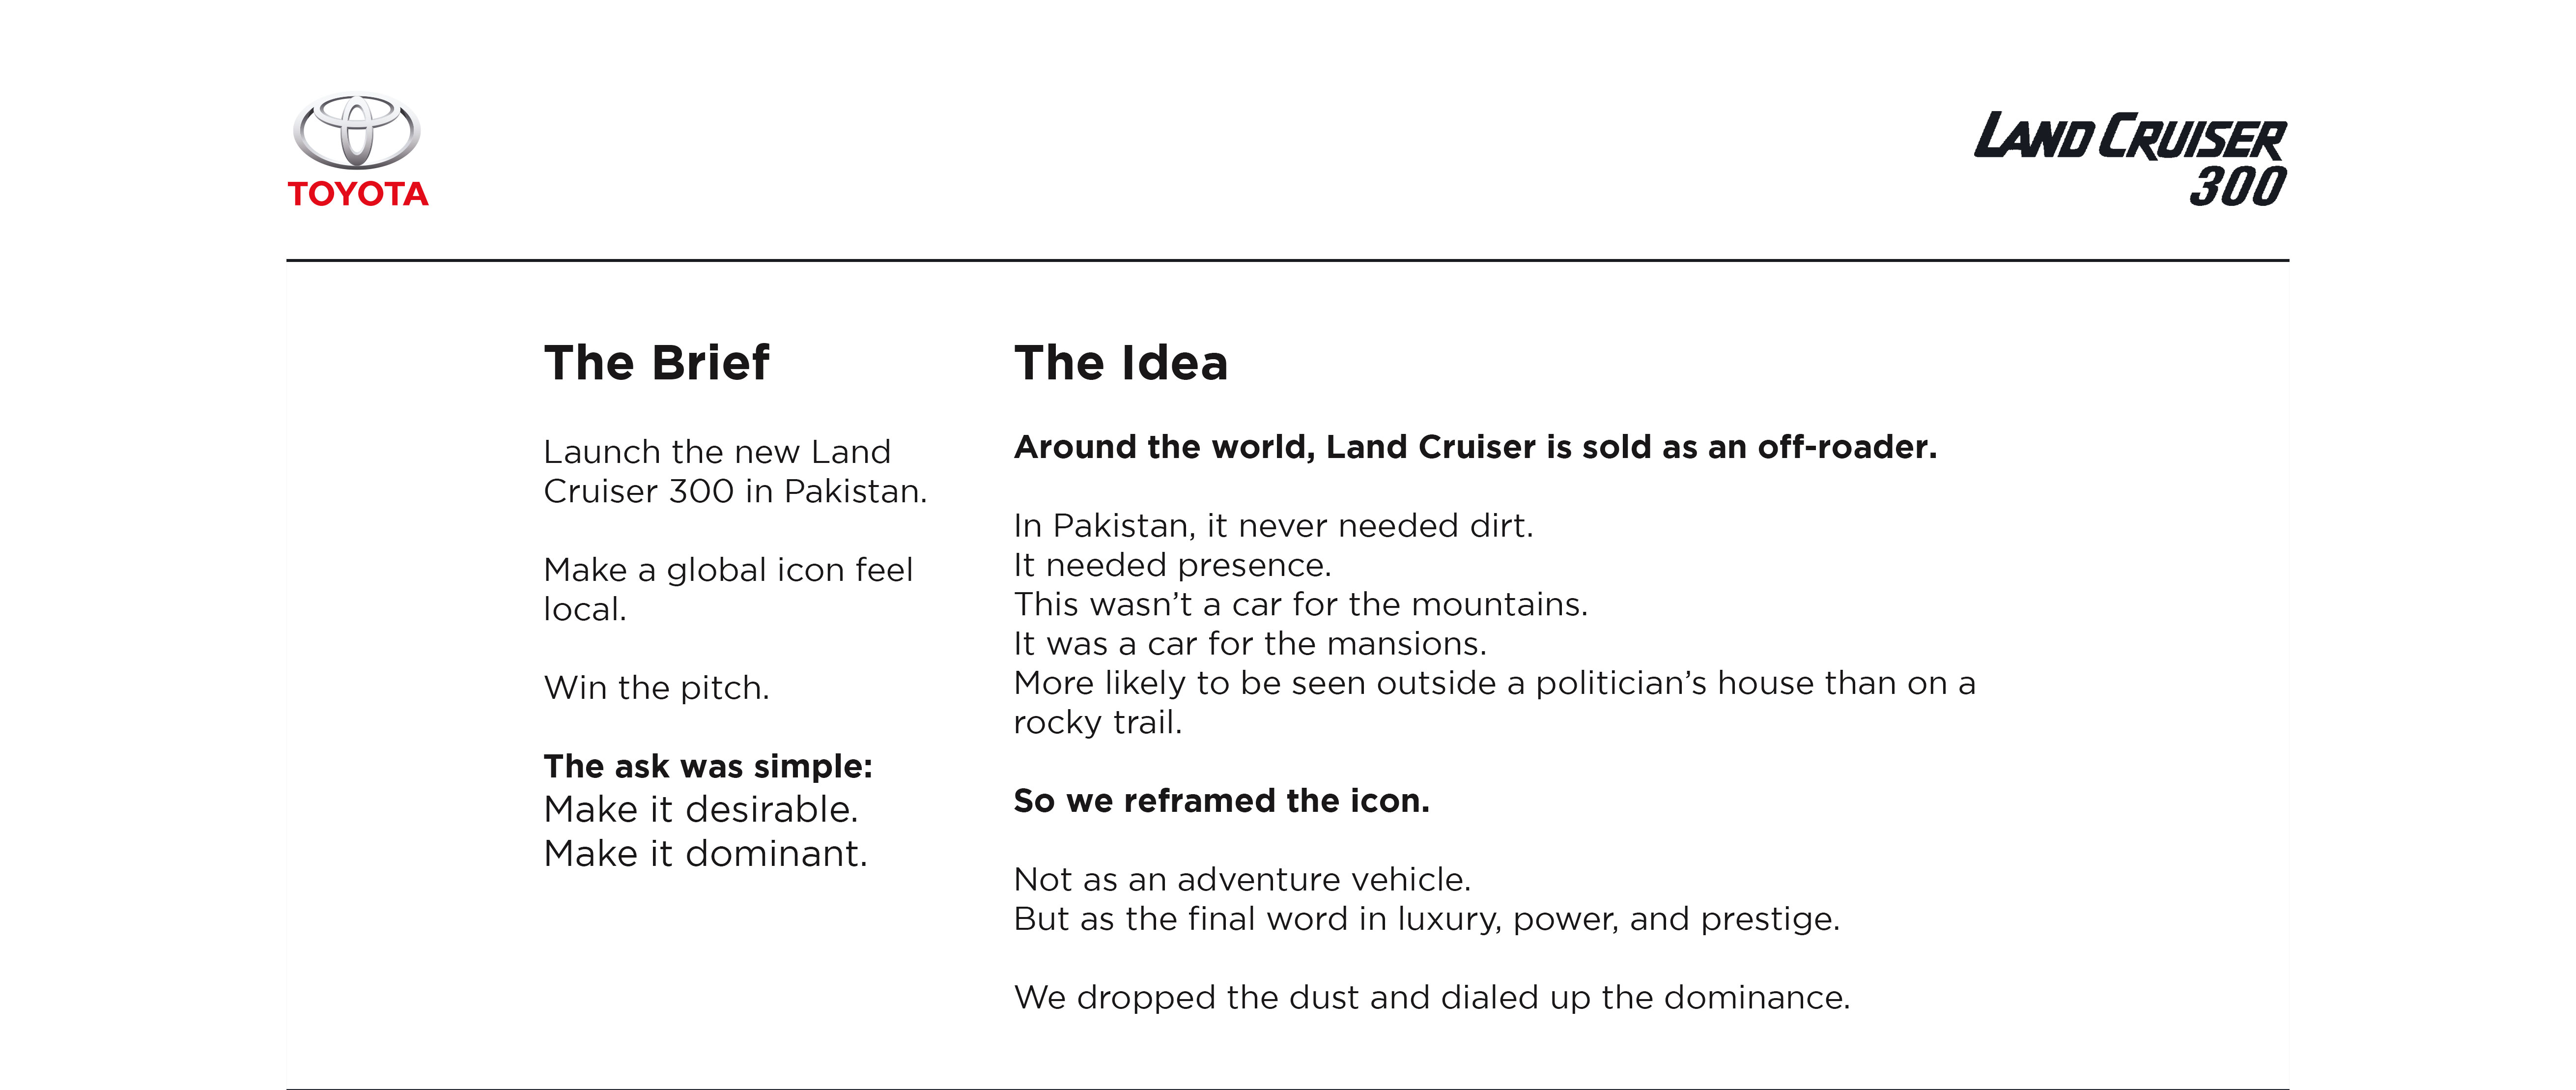 TOYOTA
LAND CRUISER
300
The Brief
Launch the new Land
Cruiser 300 in Pakistan.
Make a global icon feel
local.
Win the pitch.
The ask was simple:
Make it desirable.
Make it dominant.
The Idea
Around the world, Land Cruiser is sold as an off-roader.
In Pakistan, it never needed dirt.
It needed presence.
This wasn’t a car for the mountains.
It was a car for the mansions.
More likely to be seen outside a politician’s house than on a
rocky trail.
So we reframed the icon.
Not as an adventure vehicle.
But as the final word in luxury, power, and prestige.
We dropped the dust and dialed up the dominance.